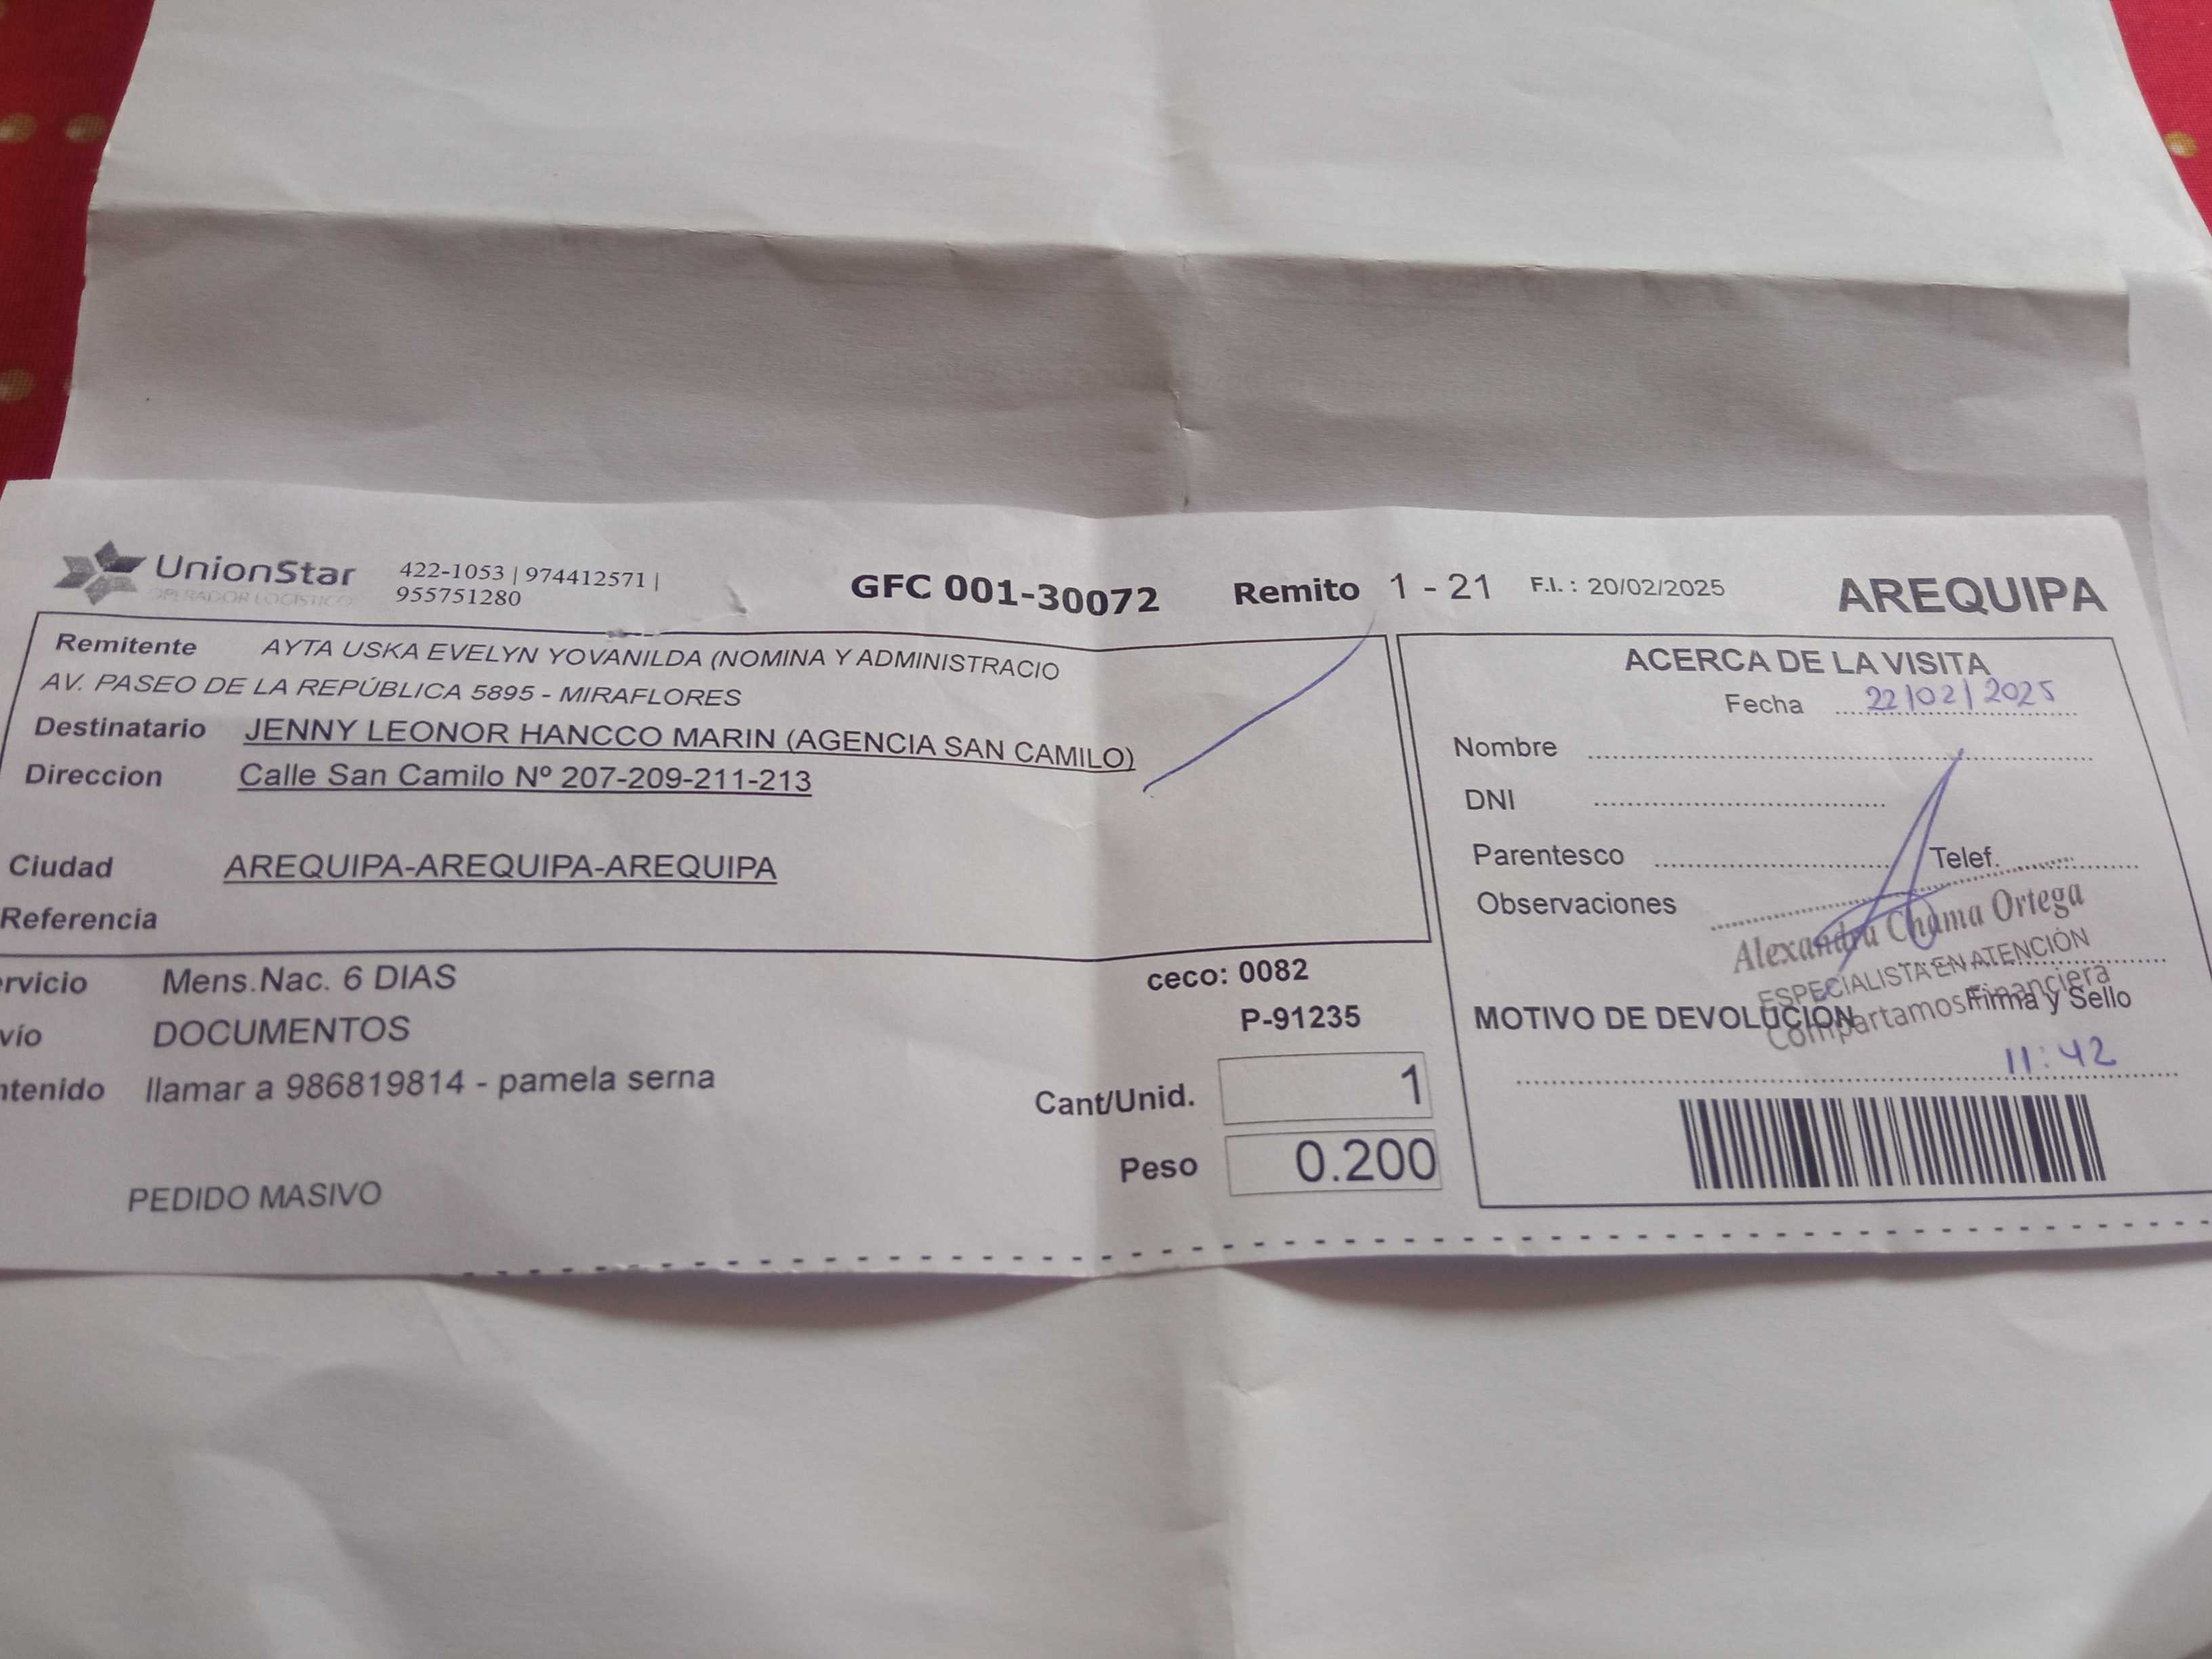 UnionStar
OPERADOR LOGISTICO
422-1053 | 974412571 |
955751280
GFC 001-30072
Remito 1 - 21
F.I. : 20/02/2025
AREQUIPA
Remitente AYTA USKA EVELYN YOVANILDA (NOMINA Y ADMINISTRACIO
AV. PASEO DE LA REPÚBLICA 5895 - MIRAFLORES
Destinatario JENNY LEONOR HANCCO MARIN (AGENCIA SAN CAMILO)
Direccion Calle San Camilo Nº 207-209-211-213
Ciudad AREQUIPA-AREQUIPA-AREQUIPA
Referencia
ervicio Mens.Nac. 6 DIAS
vío DOCUMENTOS
ntenido llamar a 986819814 - pamela serna
PEDIDO MASIVO
ceco: 0082
P-91235
Cant/Unid. 1
Peso 0.200
ACERCA DE LA VISITA
Fecha 22/02/2025
Nombre
DNI
Parentesco Telef.
Observaciones
Alexandra Chama Ortega
ESPECIALISTA EN ATENCIÓN
Compartamos Financiera
Firma y Sello
MOTIVO DE DEVOLUCION
11:42